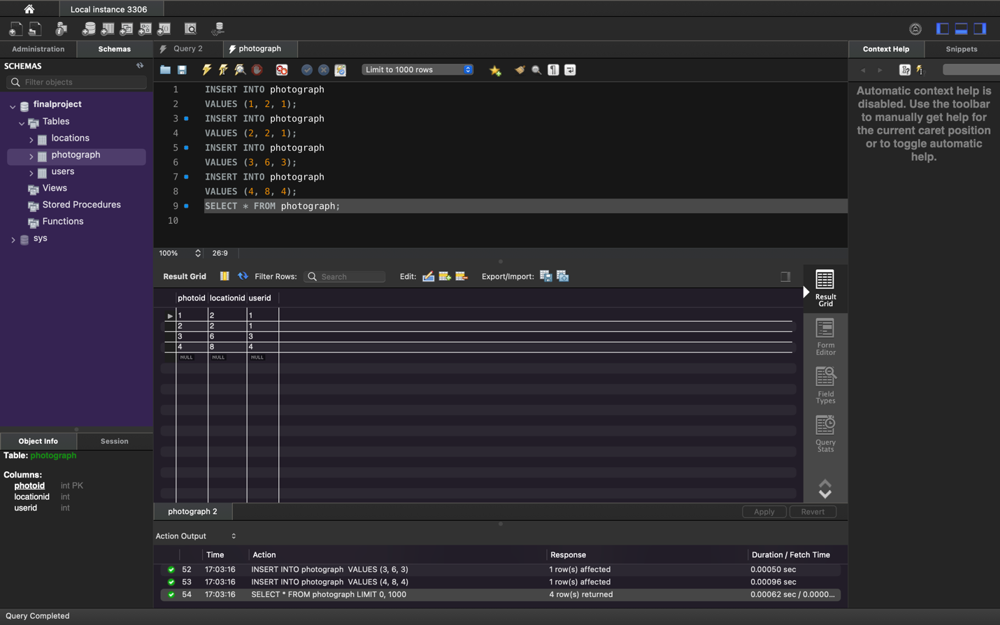 Local instance 3306
Administration Schemas
Query 2 photograph
Context Help Snippets
SCHEMAS
Filter objects
finalproject
Tables
locations
photograph
users
Views
Stored Procedures
Functions
sys
Limit to 1000 rows
1 INSERT INTO photograph
2 VALUES (1, 2, 1);
3 INSERT INTO photograph
4 VALUES (2, 2, 1);
5 INSERT INTO photograph
6 VALUES (3, 6, 3);
7 INSERT INTO photograph
8 VALUES (4, 8, 4);
9 SELECT * FROM photograph;
10
100% 26:9
Automatic context help is
disabled. Use the toolbar
to manually get help for
the current caret position
or to toggle automatic
help.
Result Grid Filter Rows: Search Edit: Export/Import:
photoid locationid userid
1 2 1
2 2 1
3 6 3
4 8 4
NULL NULL NULL
Result
Grid
Form
Editor
Field
Types
Query
Stats
Object Info Session
Table: photograph
Columns:
photoid int PK
locationid int
userid int
photograph 2 Apply Revert
Action Output
Time Action Response Duration / Fetch Time
52 17:03:16 INSERT INTO photograph VALUES (3, 6, 3) 1 row(s) affected 0.00050 sec
53 17:03:16 INSERT INTO photograph VALUES (4, 8, 4) 1 row(s) affected 0.00096 sec
54 17:03:16 SELECT * FROM photograph LIMIT 0, 1000 4 row(s) returned 0.00062 sec / 0.0000...
Query Completed